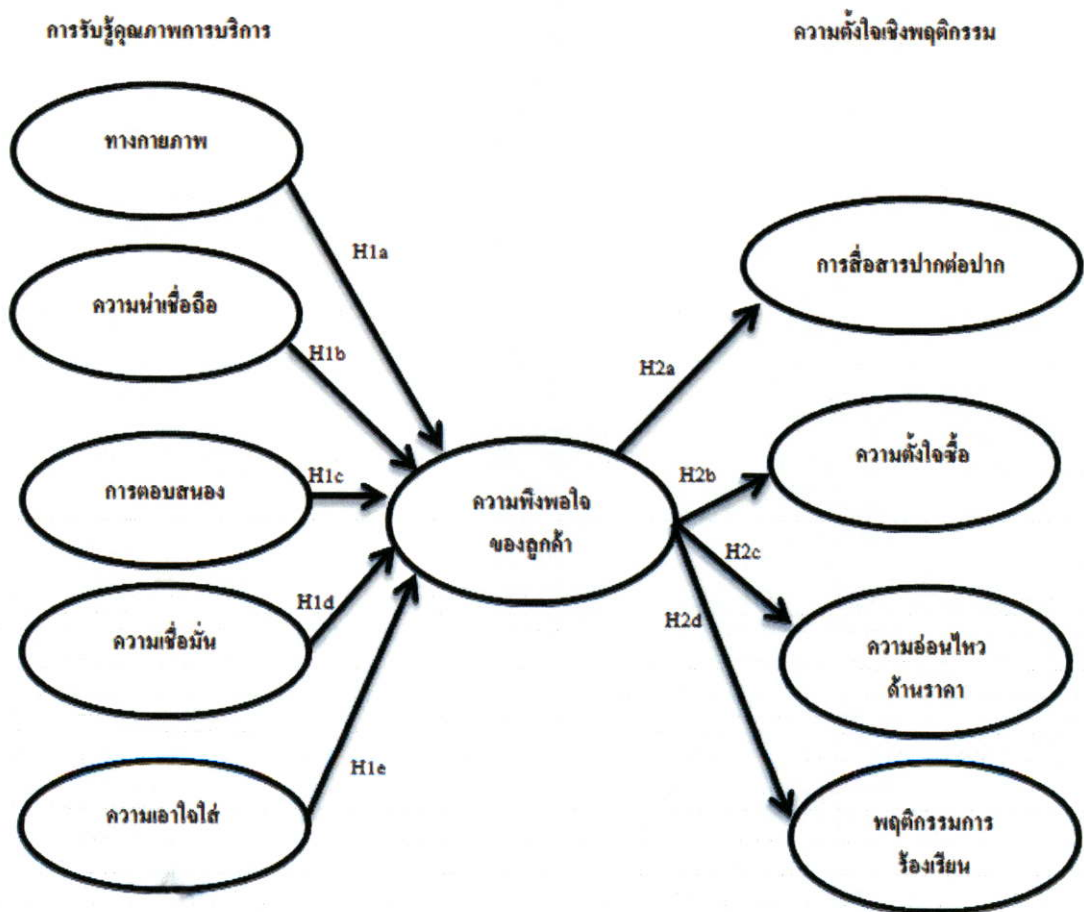 การรับรู้คุณภาพการบริการ
ความตั้งใจเชิงพฤติกรรม
ทางกายภาพ
H1a
ความน่าเชื่อถือ
H1b
การตอบสนอง
H1c
ความเชื่อมั่น
H1d
ความเอาใจใส่
H1e
ความพึงพอใจ
ของลูกค้า
H2a
การสื่อสารปากต่อปาก
H2b
ความตั้งใจซื้อ
H2c
ความอ่อนไหว
ด้านราคา
H2d
พฤติกรรมการ
ร้องเรียน